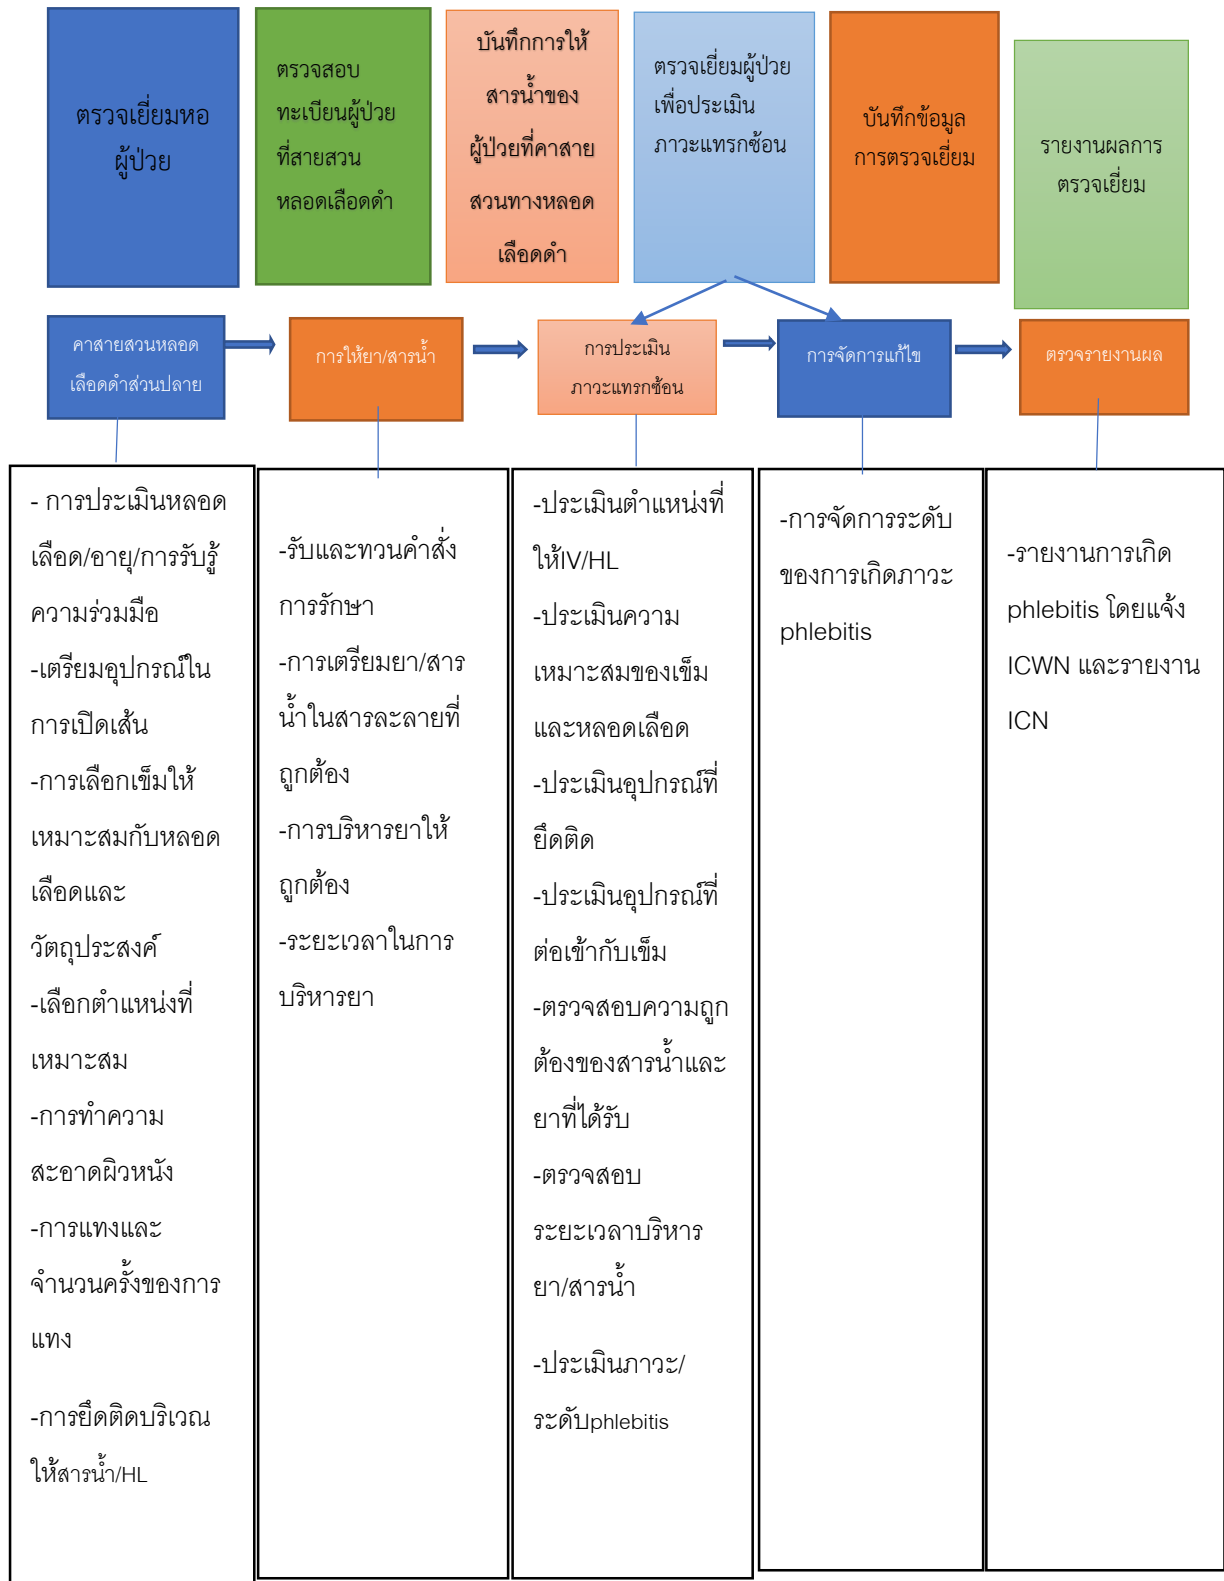 ตรวจเยี่ยมหอ
ผู้ป่วย
ตรวจสอบ
ทะเบียนผู้ป่วย
ที่สายสวน
หลอดเลือดดำ
บันทึกการให้
สารน้ำของ
ผู้ป่วยที่คาสาย
สวนทางหลอด
เลือดดำ
ตรวจเยี่ยมผู้ป่วย
เพื่อประเมิน
ภาวะแทรกซ้อน
บันทึกข้อมูล
การตรวจเยี่ยม
รายงานผลการ
ตรวจเยี่ยม
คาสายสวนหลอด
เลือดดำส่วนปลาย
การให้ยา/สารน้ำ
การประเมิน
ภาวะแทรกซ้อน
การจัดการแก้ไข
ตรวจรายงานผล
- การประเมินหลอด
เลือด/อายุ/การรับรู้
ความร่วมมือ
-เตรียมอุปกรณ์ใน
การเปิดเส้น
-การเลือกเข็มให้
เหมาะสมกับหลอด
เลือดและ
วัตถุประสงค์
-เลือกตำแหน่งที่
เหมาะสม
-การทำความ
สะอาดผิวหนัง
-การแทงและ
จำนวนครั้งของการ
แทง
-การยึดติดบริเวณ
ให้สารน้ำ/HL
-รับและทวนคำสั่ง
การรักษา
-การเตรียมยา/สาร
น้ำในสารละลายที่
ถูกต้อง
-การบริหารยาให้
ถูกต้อง
-ระยะเวลาในการ
บริหารยา
-ประเมินตำแหน่งที่
ให้IV/HL
-ประเมินความ
เหมาะสมของเข็ม
และหลอดเลือด
-ประเมินอุปกรณ์ที่
ยึดติด
-ประเมินอุปกรณ์ที่
ต่อเข้ากับเข็ม
-ตรวจสอบความถูก
ต้องของสารน้ำและ
ยาที่ได้รับ
-ตรวจสอบ
ระยะเวลาบริหาร
ยา/สารน้ำ
-ประเมินภาวะ/
ระดับphlebitis
-การจัดการระดับ
ของการเกิดภาวะ
phlebitis
-รายงานการเกิด
phlebitis โดยแจ้ง
ICWN และรายงาน
ICN